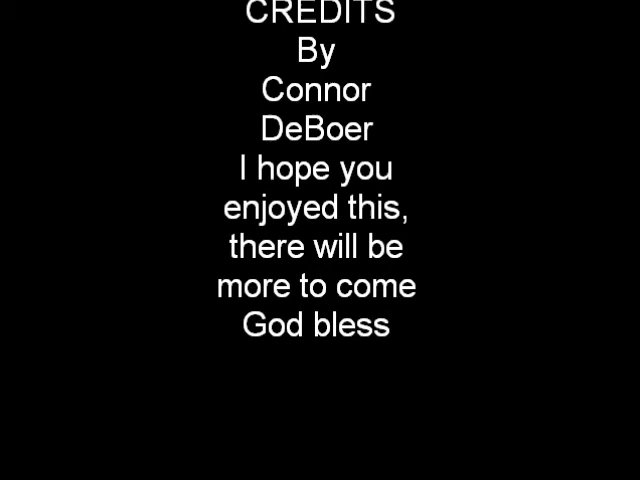 CREDITS
By
Connor
DeBoer
I hope you
enjoyed this,
there will be
more to come
God bless